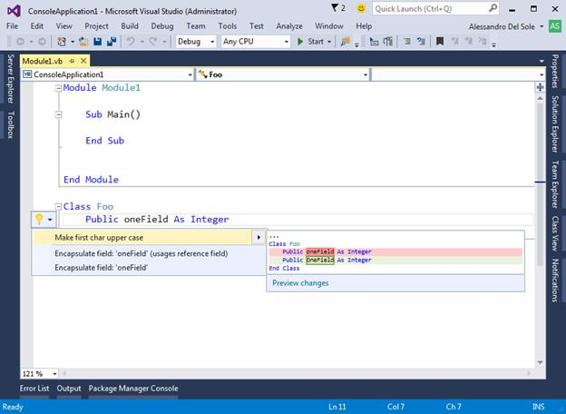 ConsoleApplication1 - Microsoft Visual Studio (Administrator)
2
Quick Launch (Ctrl+Q)
File Edit View Project Build Debug Team Tools Test Analyze Window Help
Alessandro Del Sole
AS
Debug
Any CPU
Start
Module1.vb
ConsoleApplication1
Foo
Server Explorer
Toolbox
Module Module1
Sub Main()
End Sub
End Module
Class Foo
Public oneField As Integer
Make first char upper case
Encapsulate field: 'oneField' (usages reference field)
Encapsulate field: 'oneField'
...
Class Foo
Public oneField As Integer
Public OneField As Integer
End Class
Preview changes
Properties
Solution Explorer
Team Explorer
Class View
Notifications
121 %
Error List Output Package Manager Console
Ready
Ln 11
Col 7
Ch 7
INS